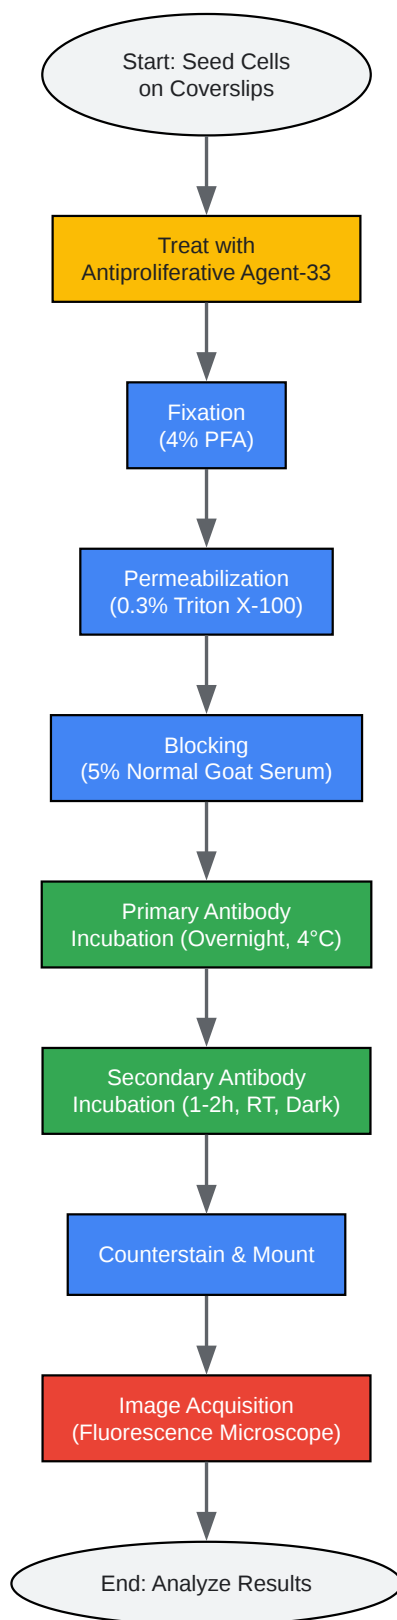 Start: Seed Cells
on Coverslips
Treat with
Antiproliferative Agent-33
Fixation
(4% PFA)
Permeabilization
(0.3% Triton X-100)
Blocking
(5% Normal Goat Serum)
Primary Antibody
Incubation (Overnight, 4°C)
Secondary Antibody
Incubation (1-2h, RT, Dark)
Counterstain & Mount
Image Acquisition
(Fluorescence Microscope)
End: Analyze Results